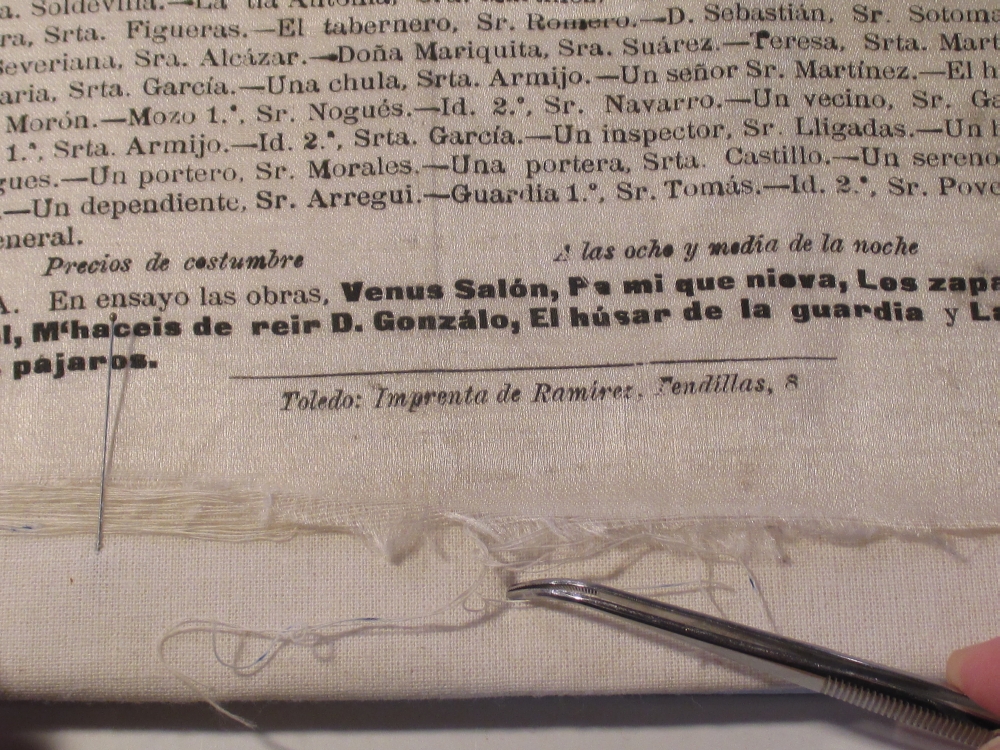 a. Soldevilla.—La tía Antonia, Sra.
ra, Srta. Figueras.—El tabernero, Sr. Romero.—D. Sebastián, Sr. Sotoma
Severiana, Sra. Alcázar.—Doña Mariquita, Sra. Suárez.—Teresa, Srta. Mart
aria, Srta. García.—Una chula, Srta. Armijo.—Un señor Sr. Martínez.—El h
Morón.—Mozo 1.º, Sr. Nogués.—Id. 2.º, Sr. Navarro.—Un vecino, Sr. Ga
1.ª, Srta. Armijo.—Id. 2.ª, Srta. García.—Un inspector, Sr. Lligadas.—Un
gues.—Un portero, Sr. Morales.—Una portera, Srta. Castillo.—Un sereno
.—Un dependiente, Sr. Arregui.—Guardia 1.º, Sr. Tomás.—Id. 2.º, Sr. Pove
eneral.
Precios de costumbre A las ocho y media de la noche
A. En ensayo las obras, Venus Salón, Pa mi que nieva, Los zapa
l, M'haceis de reir D. Gonzálo, El húsar de la guardia y La
pájaros.
Toledo: Imprenta de Ramírez, Tendillas, 8